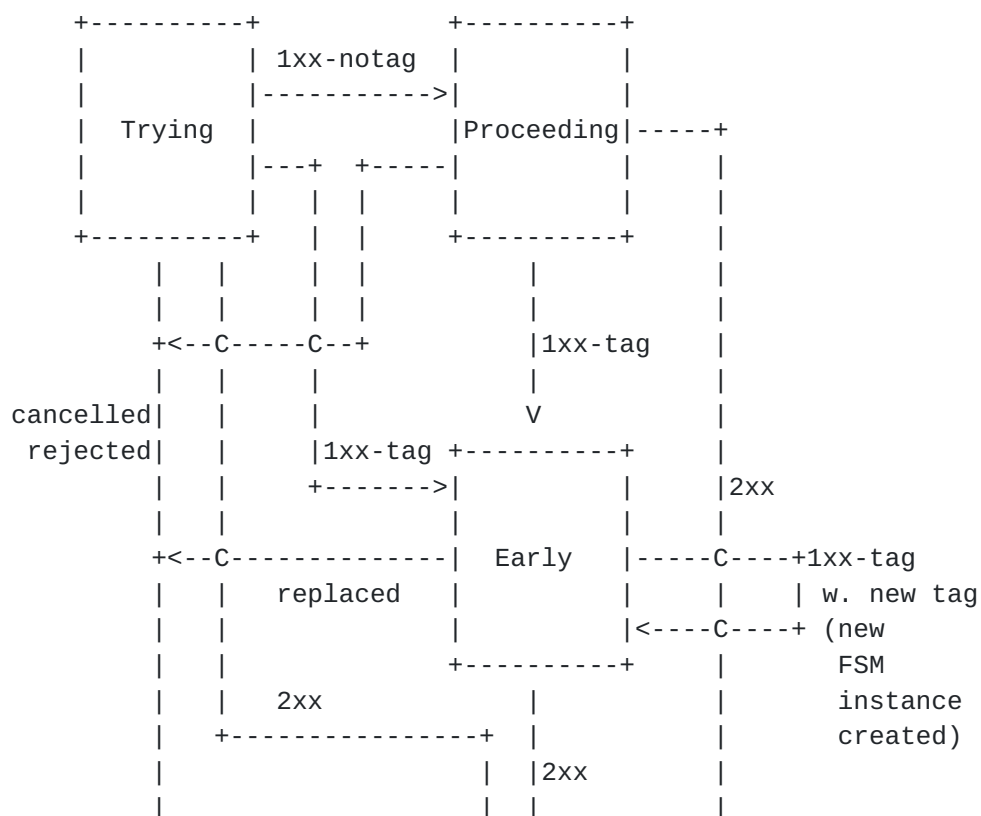 1xx-notag
Trying
Proceeding
C C
1xx-tag
cancelled
V
rejected
1xx-tag
2xx
C
Early
C
1xx-tag
replaced
w. new tag
C
(new
FSM
2xx
instance
created)
2xx